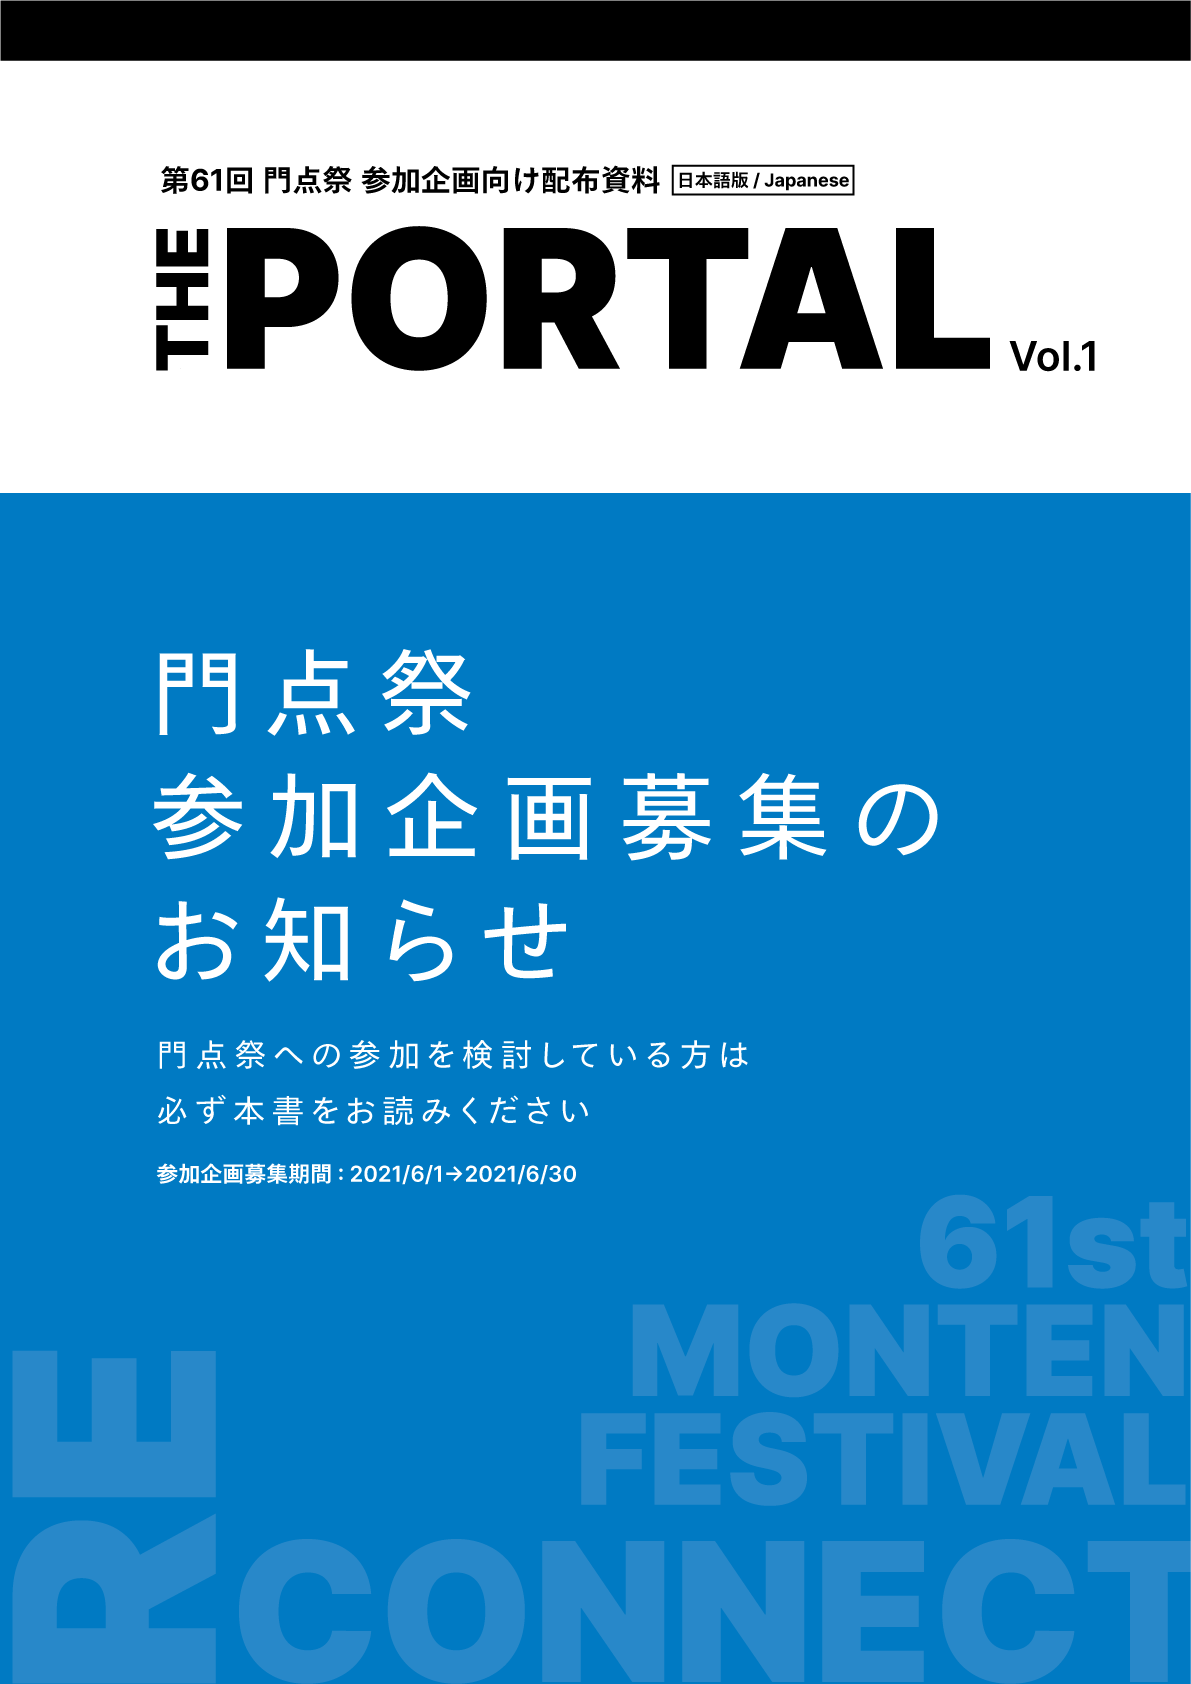 第61回 門点祭 参加企画向け配布資料 日本語版 / Japanese
THE PORTAL Vol.1
門点祭
参加企画募集の
お知らせ
門点祭への参加を検討している方は
必ず本書をお読みください
参加企画募集期間 : 2021/6/1→2021/6/30
61st
MONTEN
FESTIVAL
RE CONNECT